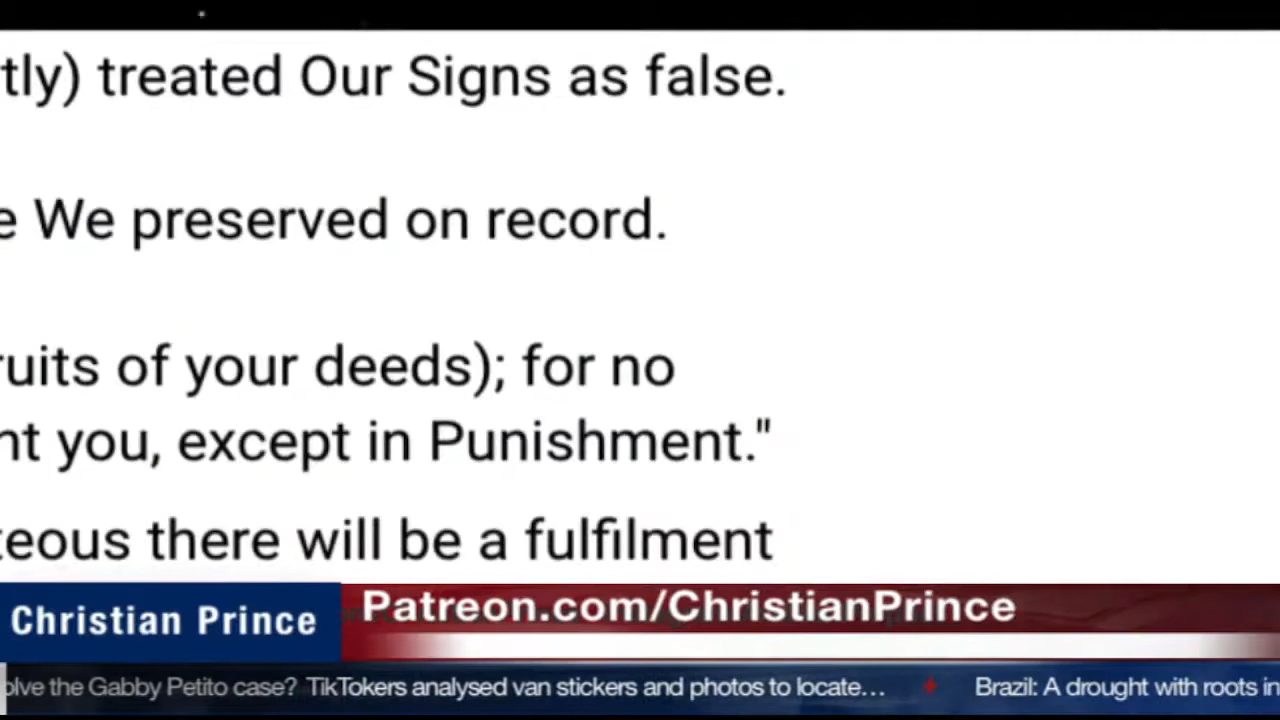 tly) treated Our Signs as false.
e We preserved on record.
ruits of your deeds); for no
nt you, except in Punishment."
teous there will be a fulfilment
Christian Prince
Patreon.com/ChristianPrince
olve the Gabby Petito case? TikTokers analysed van stickers and photos to locate… Brazil: A drought with roots in